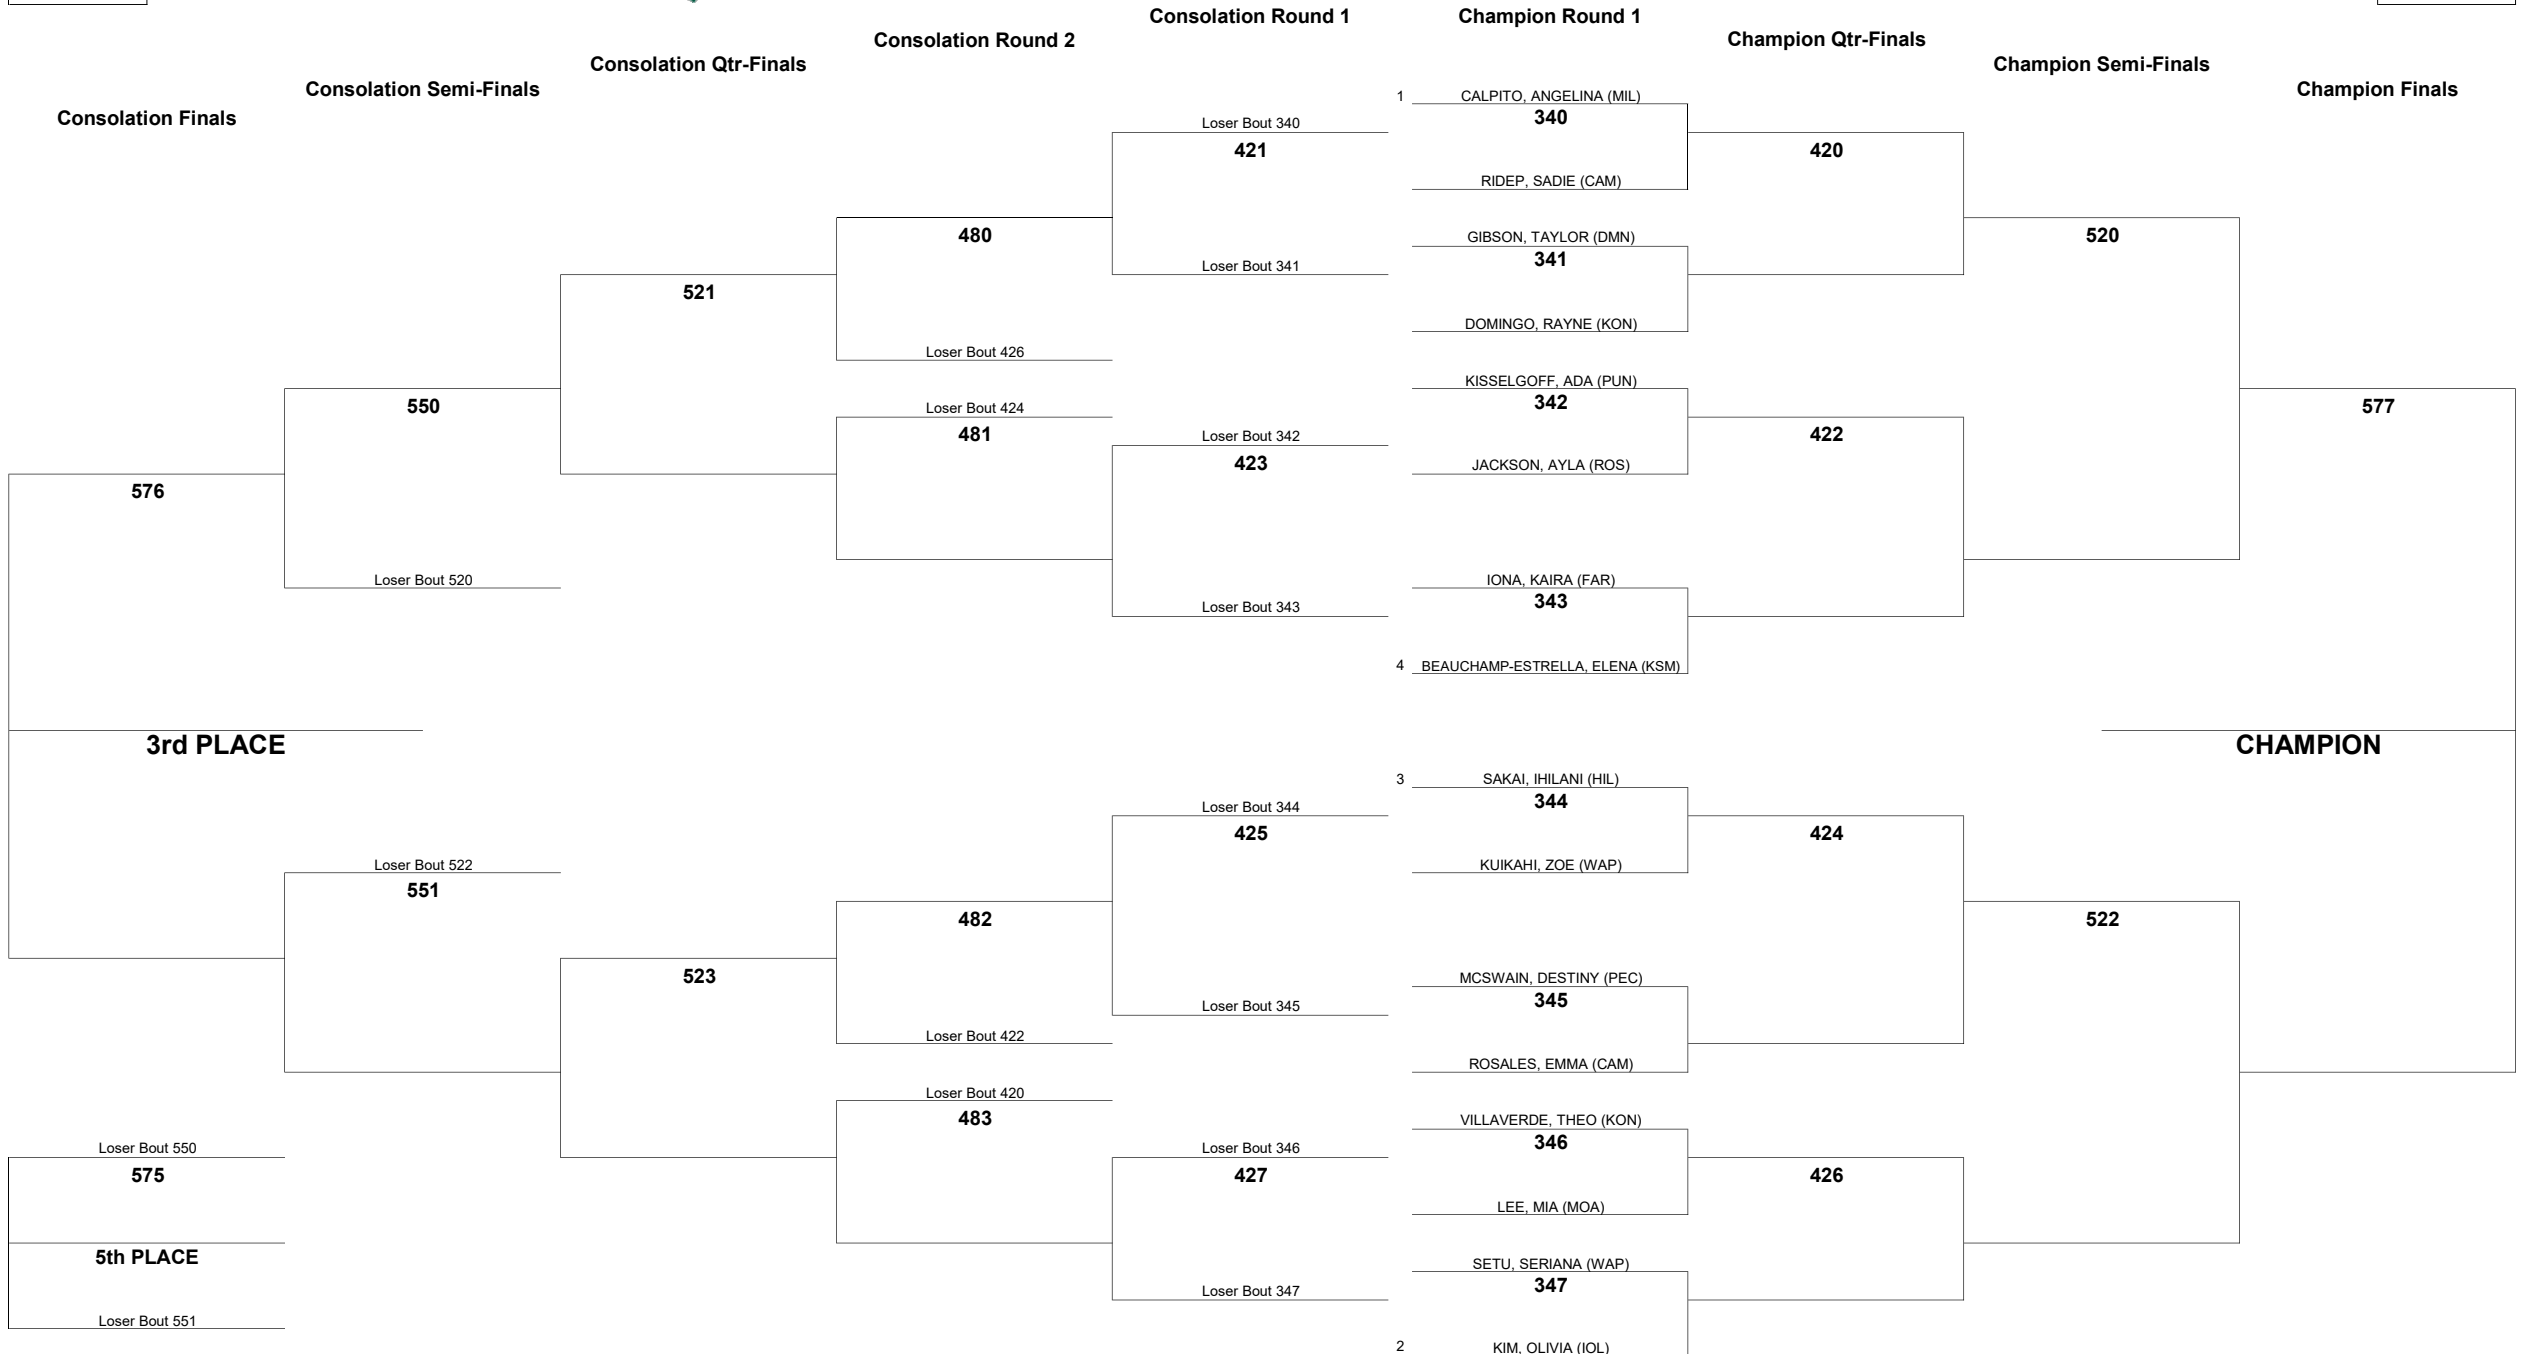 Consolation Round 1
Champion Round 1
Consolation Round 2
Champion Qtr-Finals
Consolation Qtr-Finals
Champion Semi-Finals
Consolation Semi-Finals
Champion Finals
Consolation Finals
1 CALPITO, ANGELINA (MIL)
340
Loser Bout 340
421
420
RIDEP, SADIE (CAM)
480
GIBSON, TAYLOR (DMN)
520
341
Loser Bout 341
521
DOMINGO, RAYNE (KON)
Loser Bout 426
KISSELGOFF, ADA (PUN)
342
550
Loser Bout 424
577
481
Loser Bout 342
422
423
JACKSON, AYLA (ROS)
576
Loser Bout 520
IONA, KAIRA (FAR)
343
Loser Bout 343
4 BEAUCHAMP-ESTRELLA, ELENA (KSM)
3rd PLACE
CHAMPION
3 SAKAI, IHILANI (HIL)
344
Loser Bout 344
425
424
Loser Bout 522
KUIKAHI, ZOE (WAP)
551
482
522
523
MCSWAIN, DESTINY (PEC)
345
Loser Bout 345
Loser Bout 422
ROSALES, EMMA (CAM)
Loser Bout 420
483
VILLAVERDE, THEO (KON)
346
Loser Bout 550
Loser Bout 346
575
427
426
LEE, MIA (MOA)
5th PLACE
SETU, SERIANA (WAP)
347
Loser Bout 347
Loser Bout 551
2 KIM, OLIVIA (IOL)